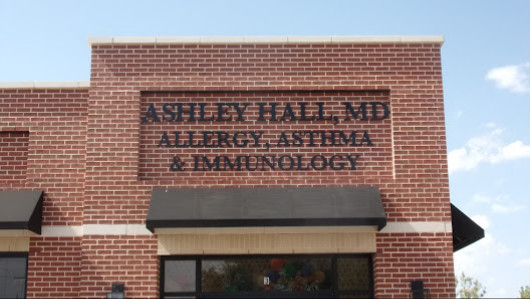 ASHLEY HALL, MD
ALLERGY, ASTHMA
& IMMUNOLOGY